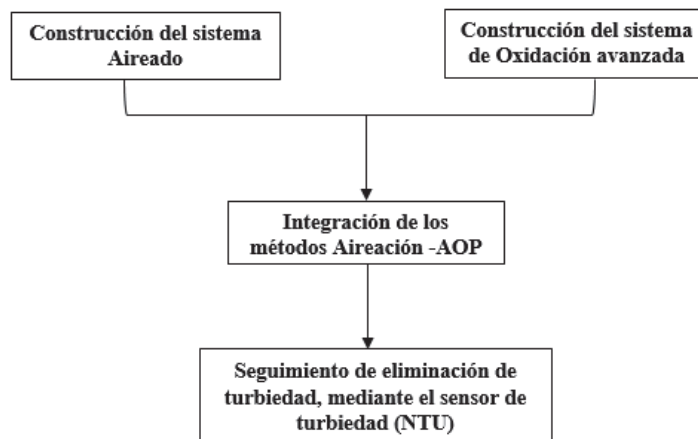 Construcción del sistema
Aireado
Construcción del sistema
de Oxidación avanzada
Integración de los
métodos Aireación -AOP
Seguimiento de eliminación de
turbiedad, mediante el sensor de
turbiedad (NTU)